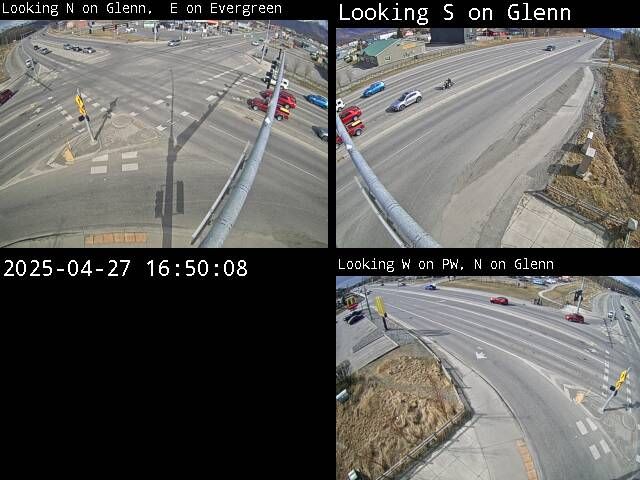 Looking N on Glenn,  E on Evergreen
Looking S on Glenn
2025-04-27 16:50:08
Looking W on PW, N on Glenn